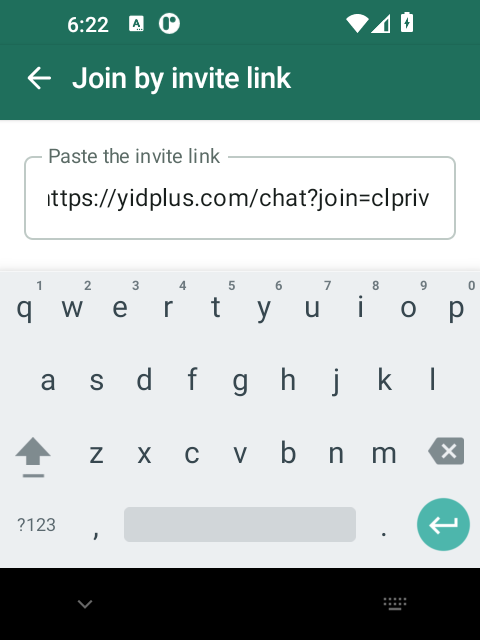 6:22
Join by invite link
Paste the invite link
ttps://yidplus.com/chat?join=clpriv
1 2 3 4 5 6 7 8 9 0
q w e r t y u i o p
a s d f g h j k l
z x c v b n m
?123 , .